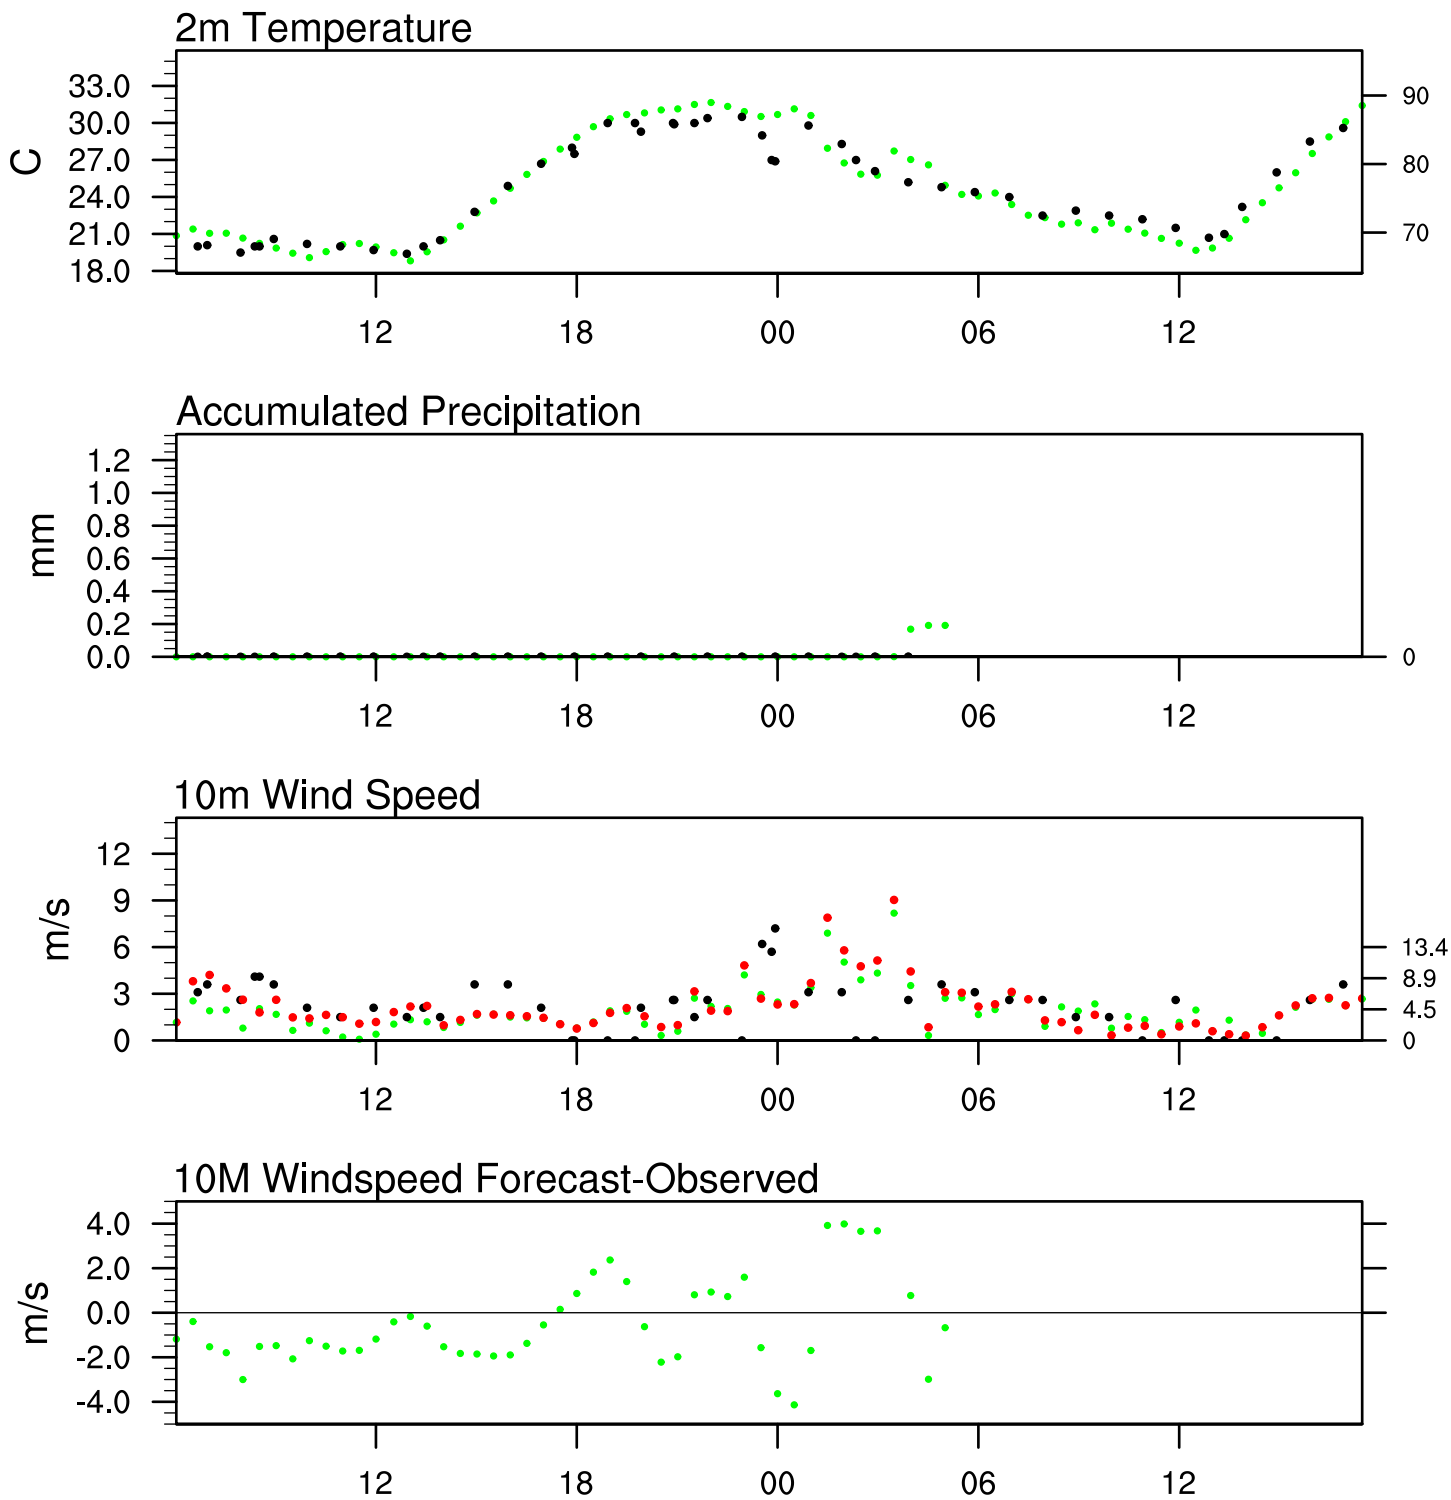 2m Temperature
33.0
30.0
27.0
24.0
21.0
18.0
C
90
80
70
12 18 00 06 12
Accumulated Precipitation
1.2
1.0
0.8
0.6
0.4
0.2
0.0
mm
0
12 18 00 06 12
10m Wind Speed
12
9
6
3
0
m/s
13.4
8.9
4.5
0
12 18 00 06 12
10M Windspeed Forecast-Observed
4.0
2.0
0.0
-2.0
-4.0
m/s
12 18 00 06 12